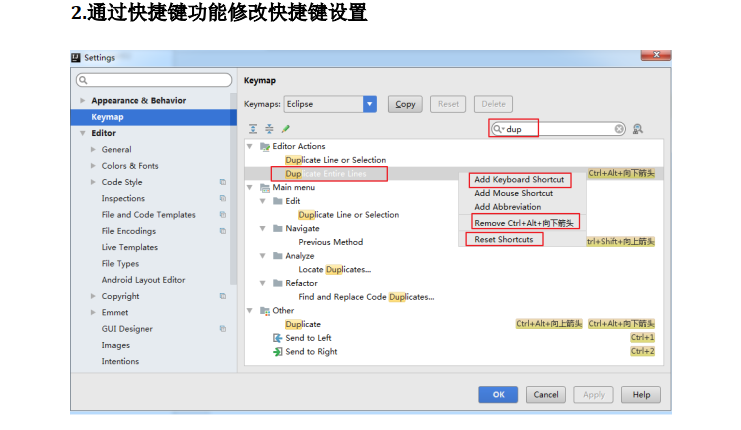 2.通过快捷键功能修改快捷键设置
Settings
Keymap
Appearance & Behavior
Keymap
Editor
General
Colors & Fonts
Code Style
Inspections
File and Code Templates
File Encodings
Live Templates
File Types
Android Layout Editor
Copyright
Emmet
GUI Designer
Images
Intentions
Keymaps: Eclipse Copy Reset Delete
dup
Editor Actions
Duplicate Line or Selection
Duplicate Entire Lines Ctrl+Alt+向下箭头
Main menu
Edit
Duplicate Line or Selection
Navigate
Previous Method trl+Shift+向上箭头
Analyze
Locate Duplicates...
Refactor
Find and Replace Code Duplicates...
Other
Duplicate Ctrl+Alt+向上箭头 Ctrl+Alt+向下箭头
Send to Left Ctrl+1
Send to Right Ctrl+2
Add Keyboard Shortcut
Add Mouse Shortcut
Add Abbreviation
Remove Ctrl+Alt+向下箭头
Reset Shortcuts
OK Cancel Apply Help